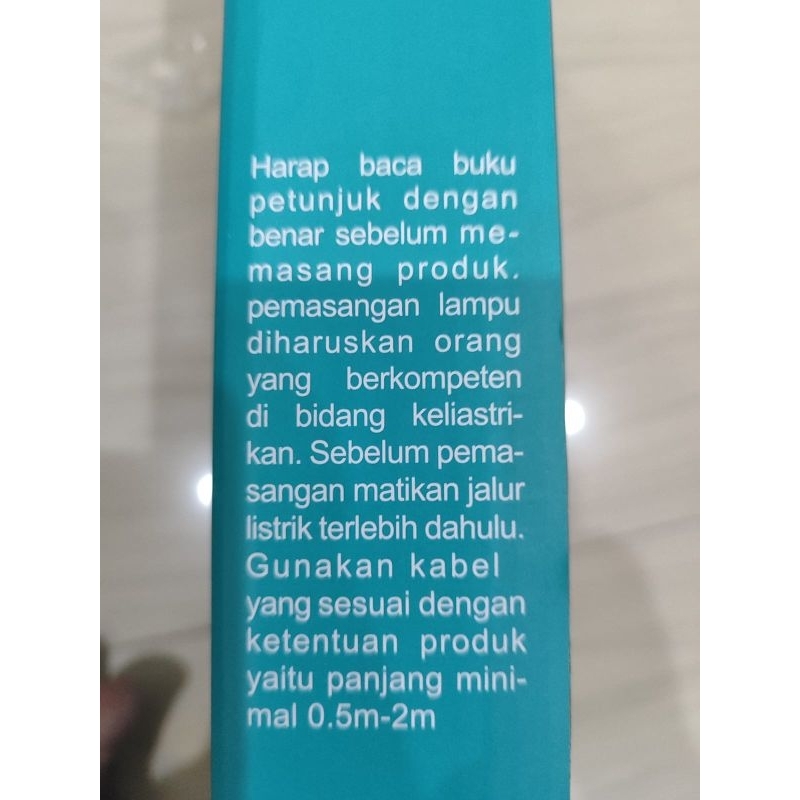 Harap baca buku
petunjuk dengan
benar sebelum me-
masang produk.
pemasangan lampu
diharuskan orang
yang berkompeten
di bidang keliastri-
kan. Sebelum pema-
sangan matikan jalur
listrik terlebih dahulu.
Gunakan kabel
yang sesuai dengan
ketentuan produk
yaitu panjang mini-
mal 0.5m-2m